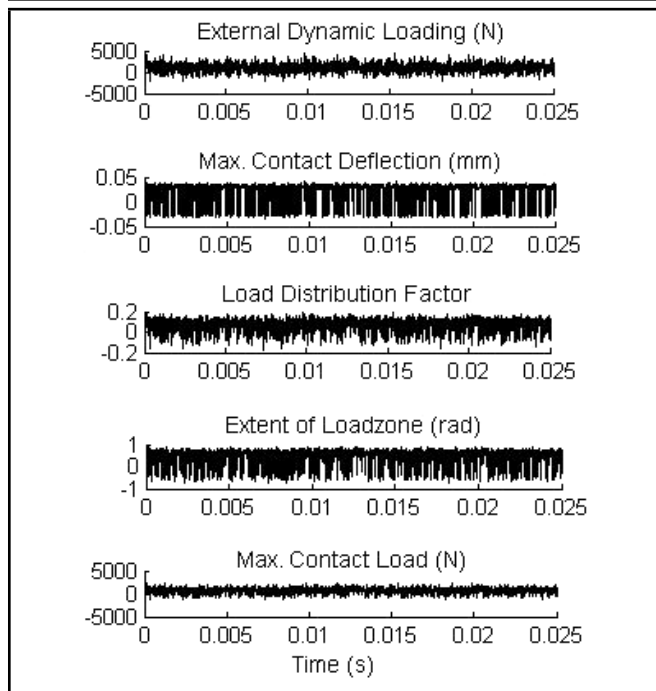 External Dynamic Loading (N)
5000
0
-5000
0 0.005 0.01 0.015 0.02 0.025
Max. Contact Deflection (mm)
0.05
0
-0.05
0 0.005 0.01 0.015 0.02 0.025
Load Distribution Factor
0.2
0
-0.2
0 0.005 0.01 0.015 0.02 0.025
Extent of Loadzone (rad)
1
0
-1
0 0.005 0.01 0.015 0.02 0.025
Max. Contact Load (N)
5000
0
-5000
0 0.005 0.01 0.015 0.02 0.025
Time (s)